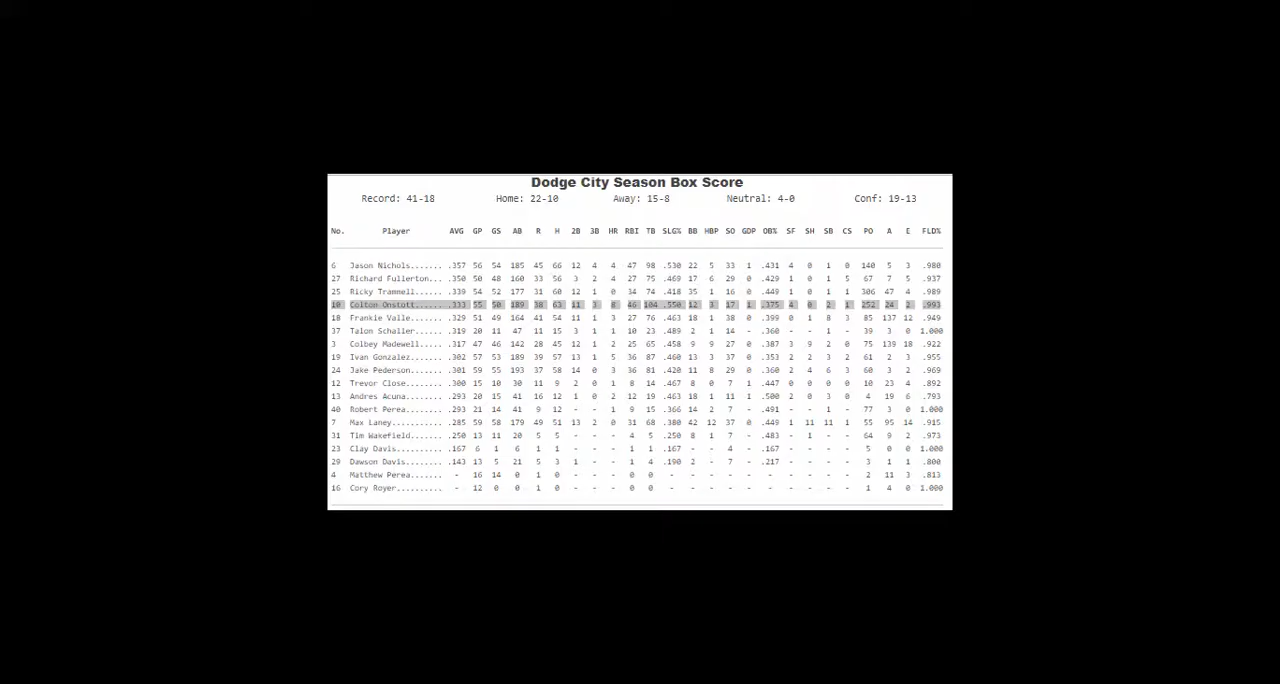 Dodge City Season Box Score
Record: 41-18 Home: 22-10 Away: 15-8 Neutral: 4-0 Conf: 19-13
No. Player AVG GP GS AB R H 2B 3B HR RBI TB SLG% BB HBP SO GDP OB% SF SH SB CS PO A E FLD%
6 Jason Nichols....... .357 56 54 185 45 66 12 4 4 47 98 .530 22 5 33 1 .431 4 0 1 0 140 5 3 .980
27 Richard Fullerton... .350 50 48 160 33 56 3 2 4 27 75 .469 17 6 29 0 .429 1 0 1 5 67 7 5 .937
25 Ricky Trammell...... .339 54 52 177 31 60 12 1 0 34 74 .418 35 1 16 0 .449 1 0 1 1 306 47 4 .989
10 Colton Onstott...... .333 55 50 189 38 63 11 3 8 46 104 .550 12 3 17 1 .375 4 0 2 1 252 24 2 .993
18 Frankie Valle....... .329 51 49 164 41 54 11 1 3 27 76 .463 18 1 38 0 .399 0 1 8 3 85 137 12 .949
37 Talon Schaller...... .319 20 11 47 11 15 3 1 1 10 23 .489 2 1 14 - .360 - - 1 - 39 3 0 1.000
3 Colbey Madewell..... .317 47 46 142 28 45 12 1 2 25 65 .458 9 9 27 0 .387 3 9 2 0 75 139 18 .922
19 Ivan Gonzalez....... .302 57 53 189 39 57 13 1 5 36 87 .460 13 3 37 0 .353 2 2 3 2 61 2 3 .955
24 Jake Pederson....... .301 59 55 193 37 58 14 0 3 36 81 .420 11 8 29 0 .360 2 4 6 3 60 3 2 .969
12 Trevor Close........ .300 15 10 30 11 9 2 0 1 8 14 .467 8 0 7 1 .447 0 0 0 0 10 23 4 .892
13 Andres Acuna........ .293 20 15 41 16 12 1 0 2 12 19 .463 18 1 11 1 .500 2 0 3 0 4 19 6 .793
40 Robert Perea........ .293 21 14 41 9 12 - - 1 9 15 .366 14 2 7 - .491 - - 1 - 77 3 0 1.000
7 Max Laney........... .285 59 58 179 49 51 13 2 0 31 68 .380 42 12 37 0 .449 1 11 11 1 55 95 14 .915
31 Tim Wakefield....... .250 13 11 20 5 5 - - - 4 5 .250 8 1 7 - .483 - 1 - - 64 9 2 .973
23 Clay Davis.......... .167 6 1 6 1 1 - - - 1 1 .167 - - 4 - .167 - - - - 5 0 0 1.000
29 Dawson Davis........ .143 13 5 21 5 3 1 - - 1 4 .190 2 - 7 - .217 - - - - 3 1 1 .800
4 Matthew Perea....... - 16 14 0 1 0 - - - 0 0 - - - - - - - - - - 2 11 3 .813
16 Cory Royer.......... - 12 0 0 1 0 - - - 0 0 - - - - - - - - - - 1 4 0 1.000